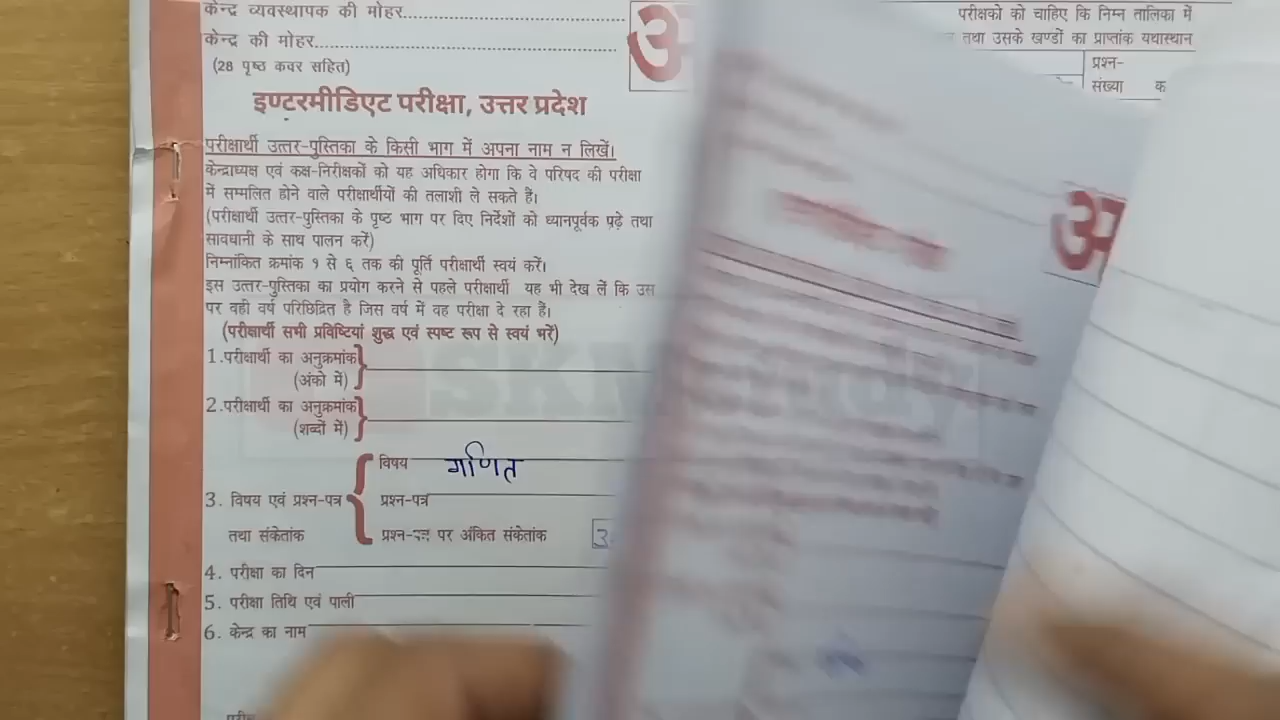 केन्द्र व्यवस्थापक की मोहर
केन्द्र की मोहर
(28 पृष्ठ कवर सहित)
अ
इण्टरमीडिएट परीक्षा, उत्तर प्रदेश
परीक्षार्थी उत्तर-पुस्तिका के किसी भाग में अपना नाम न लिखें।
केन्द्राध्यक्ष एवं कक्ष-निरीक्षकों को यह अधिकार होगा कि वे परिषद की परीक्षा
में सम्मलित होने वाले परीक्षार्थीयों की तलाशी ले सकते हैं।
(परीक्षार्थी उत्तर-पुस्तिका के पृष्ठ भाग पर दिए निर्देशों को ध्यानपूर्वक पढ़े तथा
सावधानी के साथ पालन करें)
निम्नांकित क्रमांक १ से ६ तक की पूर्ति परीक्षार्थी स्वयं करें।
इस उत्तर-पुस्तिका का प्रयोग करने से पहले परीक्षार्थी यह भी देख लें कि उस
पर वही वर्ष परिछिद्रित है जिस वर्ष में वह परीक्षा दे रहा हैं।
(परीक्षार्थी सभी प्रविष्टियां शुद्ध एवं स्पष्ट रूप से स्वयं भरें)
1.परीक्षार्थी का अनुक्रमांक
(अंको में)
2.परीक्षार्थी का अनुक्रमांक
(शब्दों में)
विषय गणित
3. विषय एवं प्रश्न-पत्र प्रश्न-पत्र
तथा संकेतांक प्रश्न-पत्र पर अंकित संकेतांक
4. परीक्षा का दिन
5. परीक्षा तिथि एवं पाली
6. केन्द्र का नाम
परीक्षको को चाहिए कि निम्न तालिका में
तथा उसके खण्डों का प्राप्तांक यथास्थान
प्रश्न-
संख्या
अ